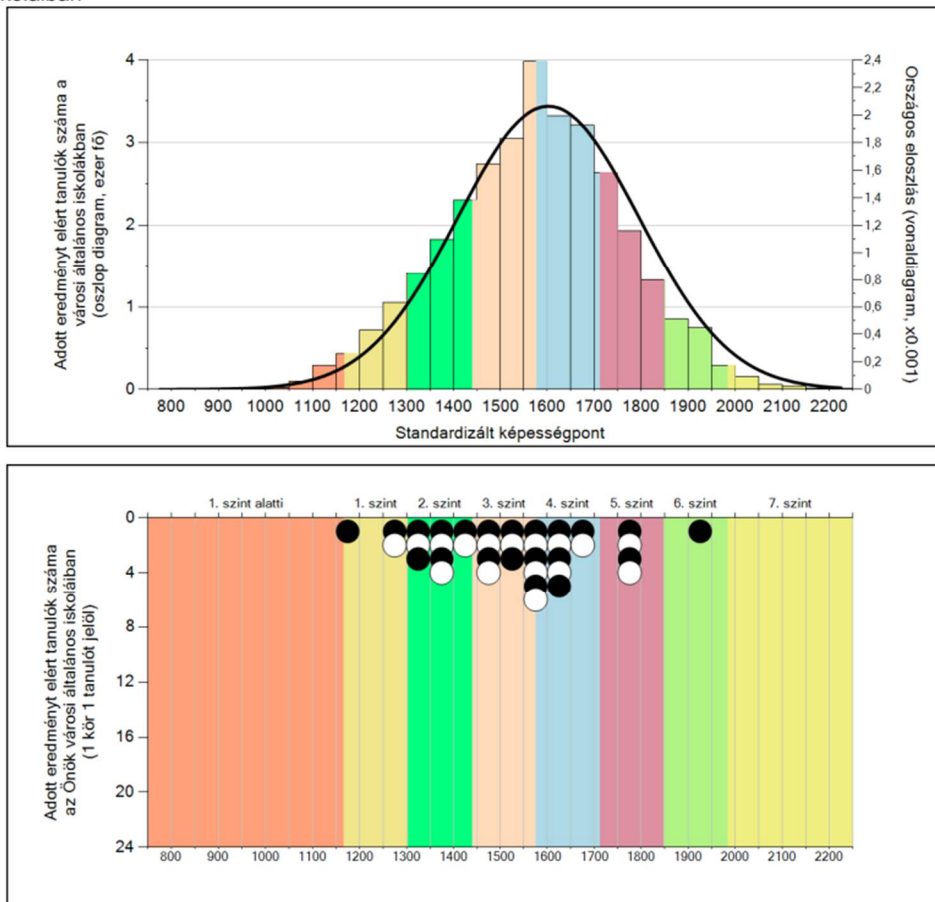 Adott eredményt elért tanulók száma a
városi általános iskolákban
(oszlop diagram, ezer fő)
4
3
2
1
0
2,4
2,2
2
1,8
1,6
1,4
1,2
1
0,8
0,6
0,4
0,2
0
Országos eloszlás (vonaldiagram, x0.001)
800 900 1000 1100 1200 1300 1400 1500 1600 1700 1800 1900 2000 2100 2200
Standardizált képességpont
1. szint alatti 1. szint 2. szint 3. szint 4. szint 5. szint 6. szint 7. szint
Adott eredményt elért tanulók száma
az Önök városi általános iskoláiban
(1 kör 1 tanulót jelöl)
0
4
8
12
16
20
24
800 900 1000 1100 1200 1300 1400 1500 1600 1700 1800 1900 2000 2100 2200